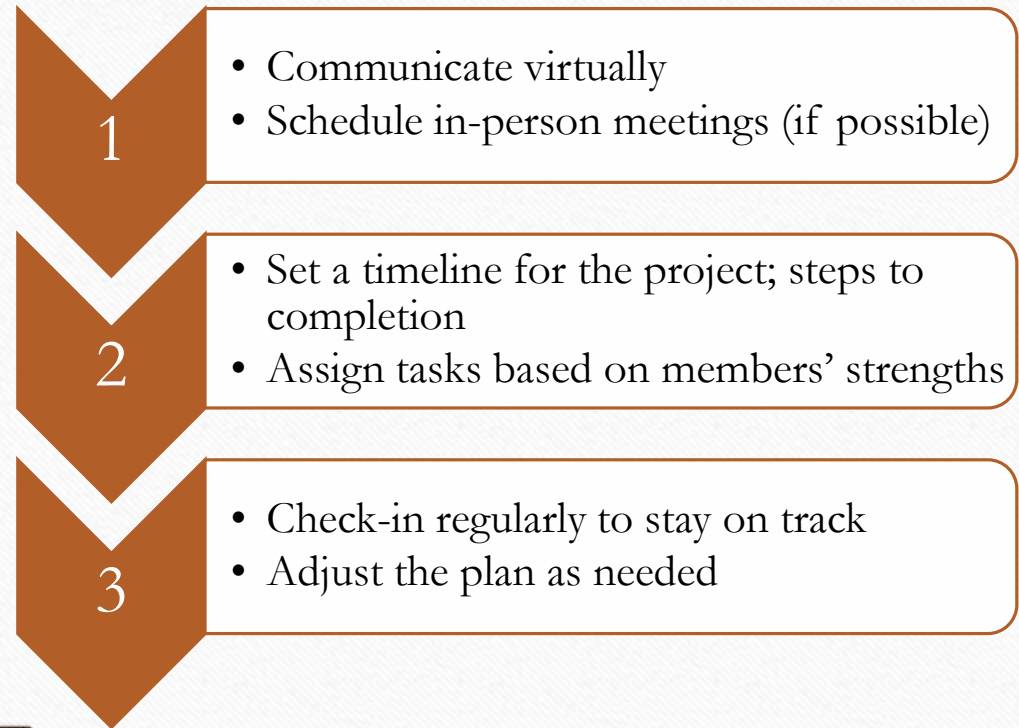 1
• Communicate virtually
• Schedule in-person meetings (if possible)
2
• Set a timeline for the project; steps to
completion
• Assign tasks based on members’ strengths
3
• Check-in regularly to stay on track
• Adjust the plan as needed